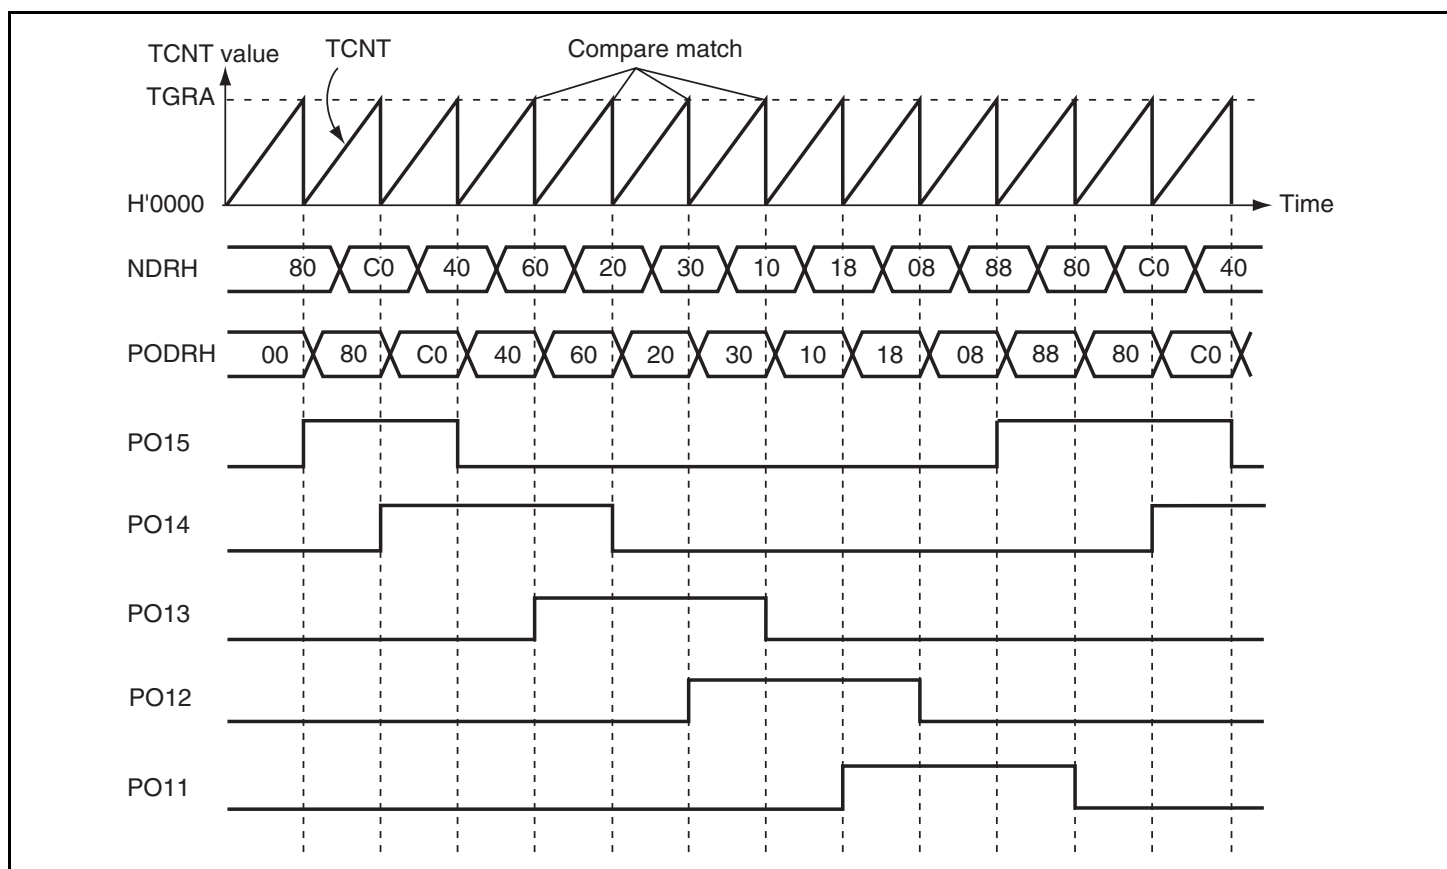 TCNT value TCNT Compare match
TGRA
H'0000 Time
NDRH 80 C0 40 60 20 30 10 18 08 88 80 C0 40
PODRH 00 80 C0 40 60 20 30 10 18 08 88 80 C0
PO15
PO14
PO13
PO12
PO11